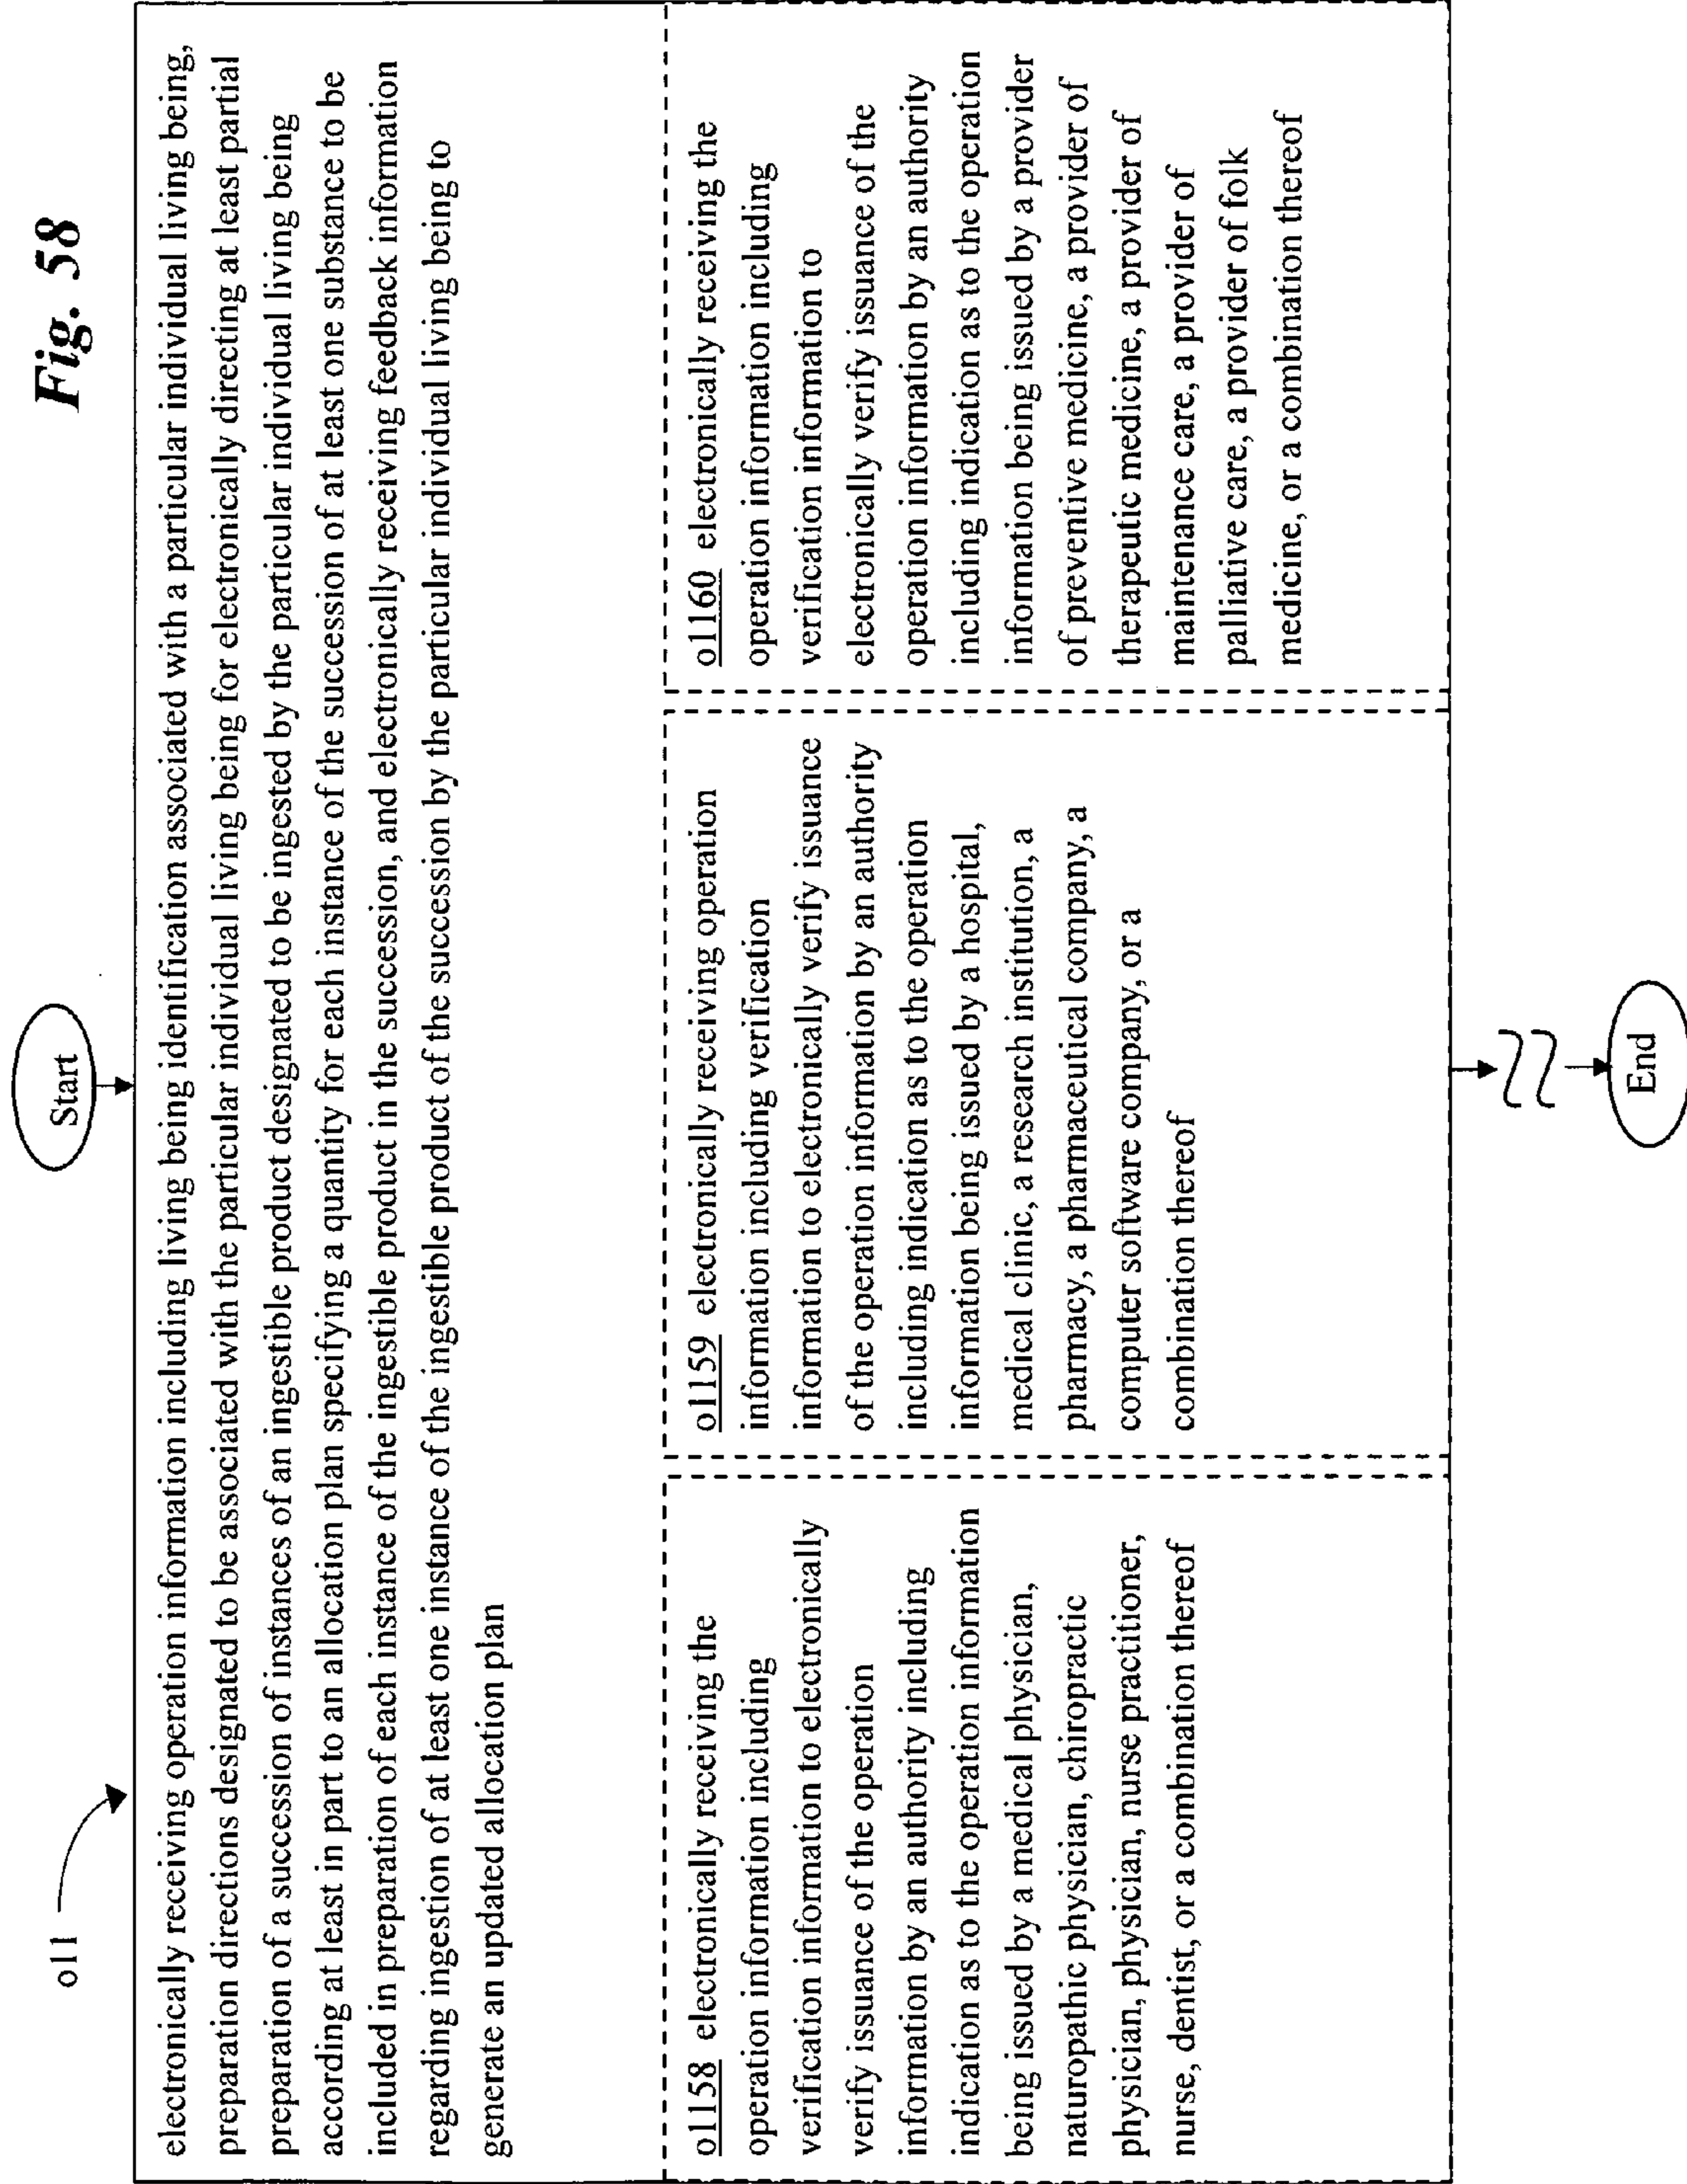 Fig. 58
Start
o11
electronically receiving operation information including living being identification associated with a particular individual living being,
preparation directions designated to be associated with the particular individual living being for electronically directing at least partial
preparation of a succession of instances of an ingestible product designated to be ingested by the particular individual living being
according at least in part to an allocation plan specifying a quantity for each instance of the succession of at least one substance to be
included in preparation of each instance of the ingestible product in the succession, and electronically receiving feedback information
regarding ingestion of at least one instance of the ingestible product of the succession by the particular individual living being to
generate an updated allocation plan
o1158 electronically receiving the
operation information including
verification information to electronically
verify issuance of the operation
information by an authority including
indication as to the operation information
being issued by a medical physician,
naturopathic physician, chiropractic
physician, physician, nurse practitioner,
nurse, dentist, or a combination thereof
o1159 electronically receiving operation
information including verification
information to electronically verify issuance
of the operation information by an authority
including indication as to the operation
information being issued by a hospital,
medical clinic, a research institution, a
pharmacy, a pharmaceutical company, a
computer software company, or a
combination thereof
o1160 electronically receiving the
operation information including
verification information to
electronically verify issuance of the
operation information by an authority
including indication as to the operation
information being issued by a provider
of preventive medicine, a provider of
therapeutic medicine, a provider of
maintenance care, a provider of
palliative care, a provider of folk
medicine, or a combination thereof
End